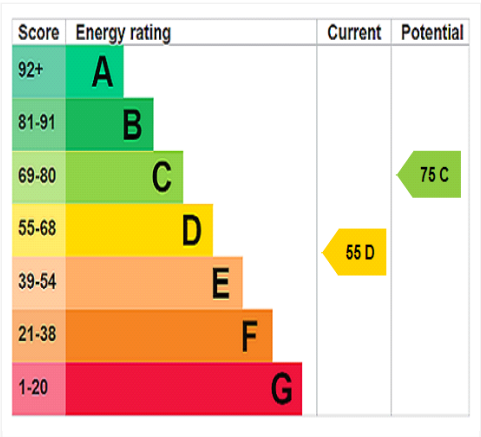 Score Energy rating Current Potential
92+ A
81-91 B
69-80 C 75 C
55-68 D 55 D
39-54 E
21-38 F
1-20 G